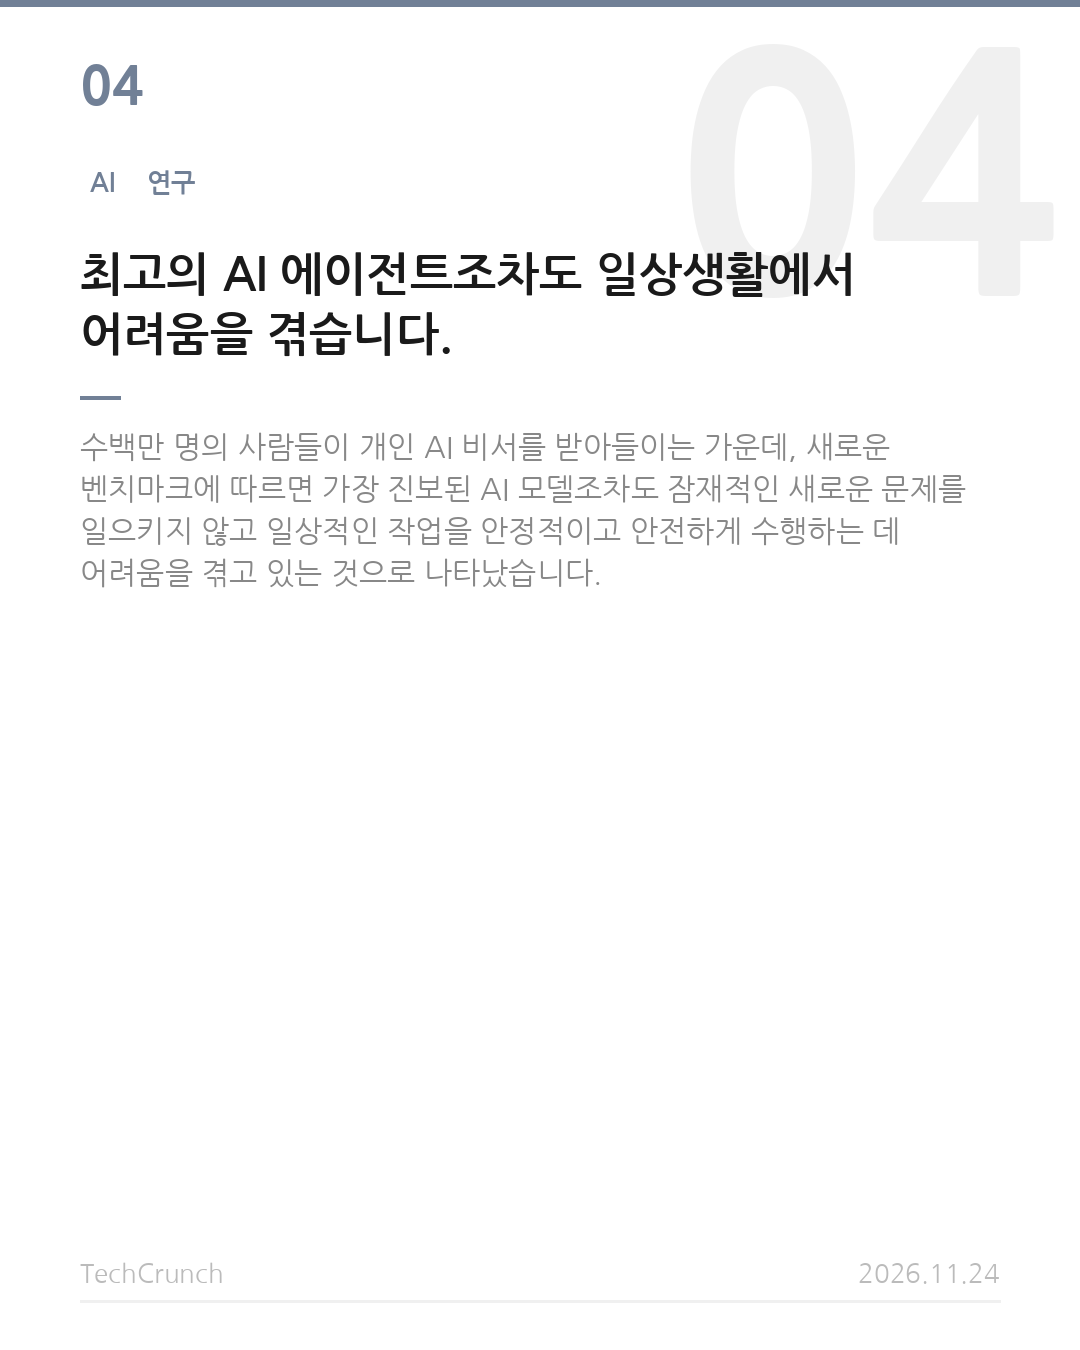 04
04
AI 연구
최고의 AI 에이전트조차도 일상생활에서
어려움을 겪습니다.
수백만 명의 사람들이 개인 AI 비서를 받아들이는 가운데, 새로운
벤치마크에 따르면 가장 진보된 AI 모델조차도 잠재적인 새로운 문제를
일으키지 않고 일상적인 작업을 안정적이고 안전하게 수행하는 데
어려움을 겪고 있는 것으로 나타났습니다.
TechCrunch
2026.11.24